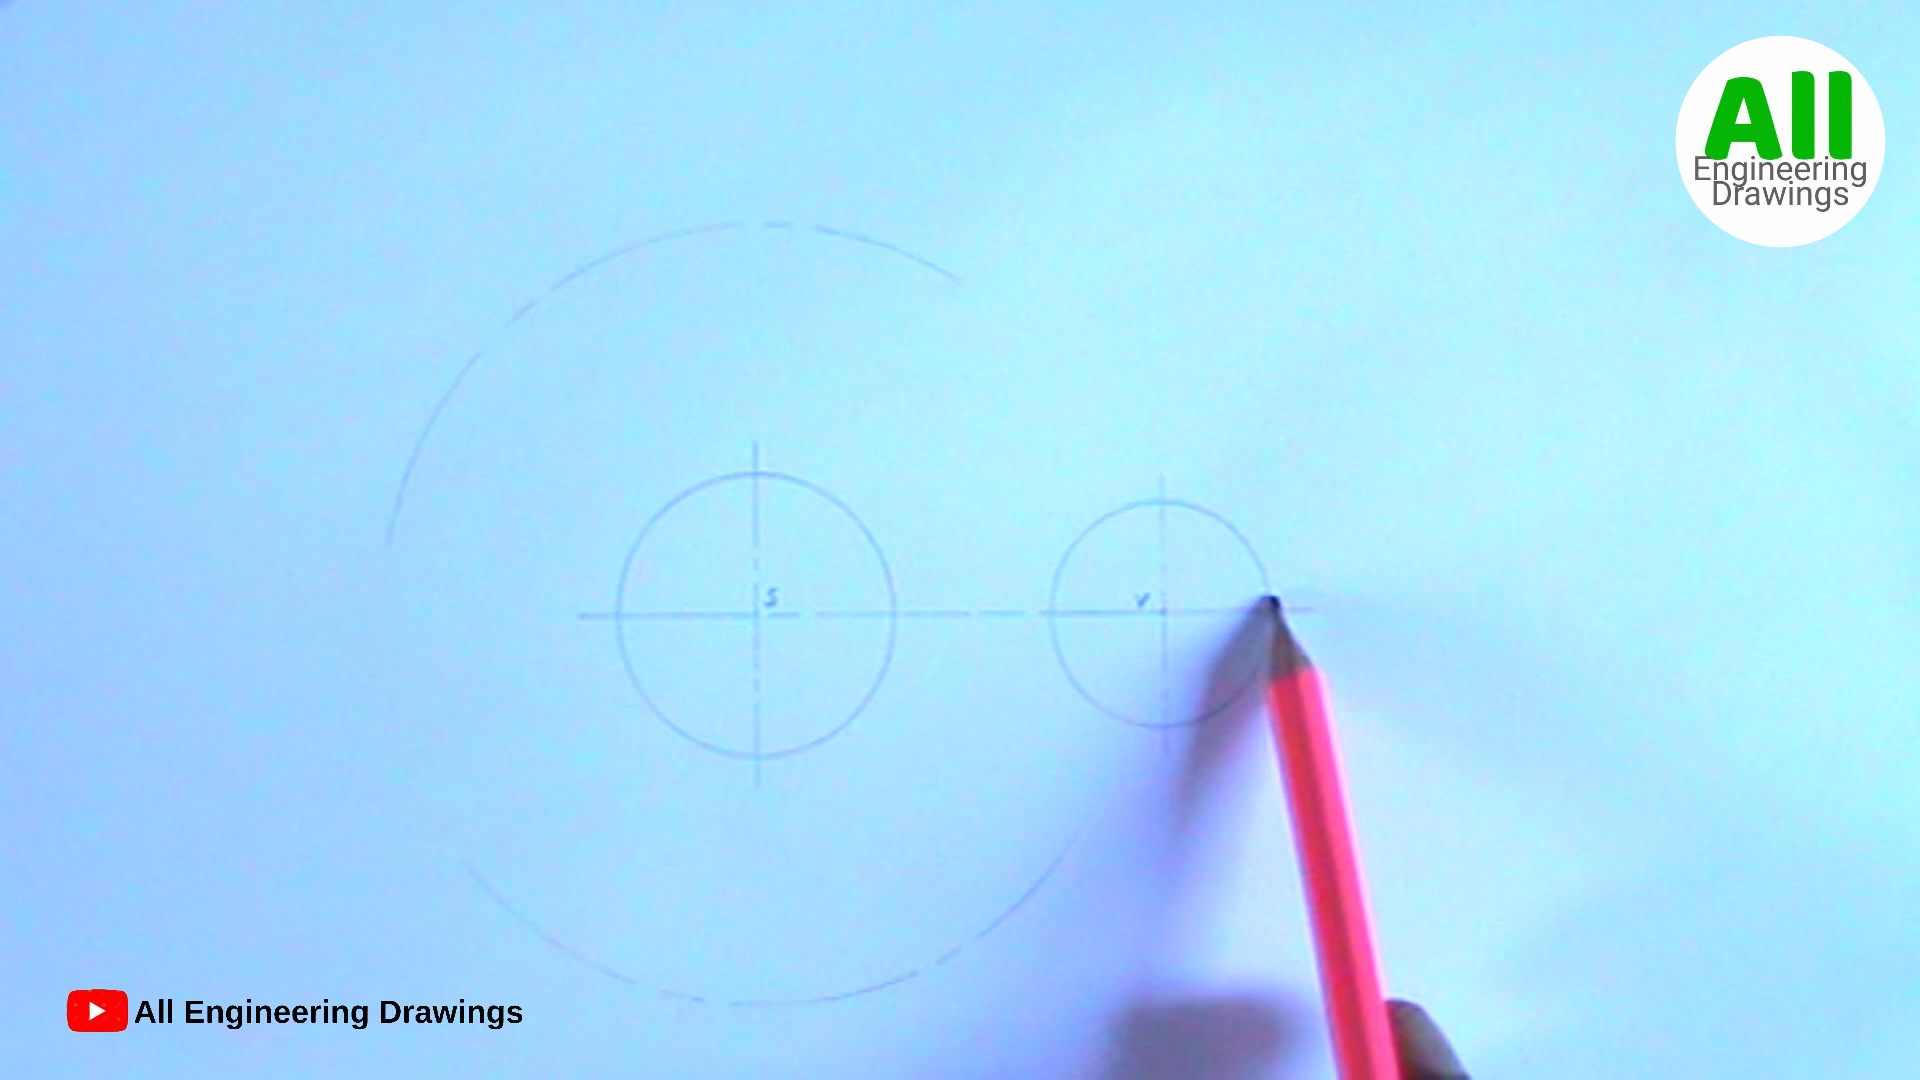 All
Engineering
Drawings
S
V
All Engineering Drawings